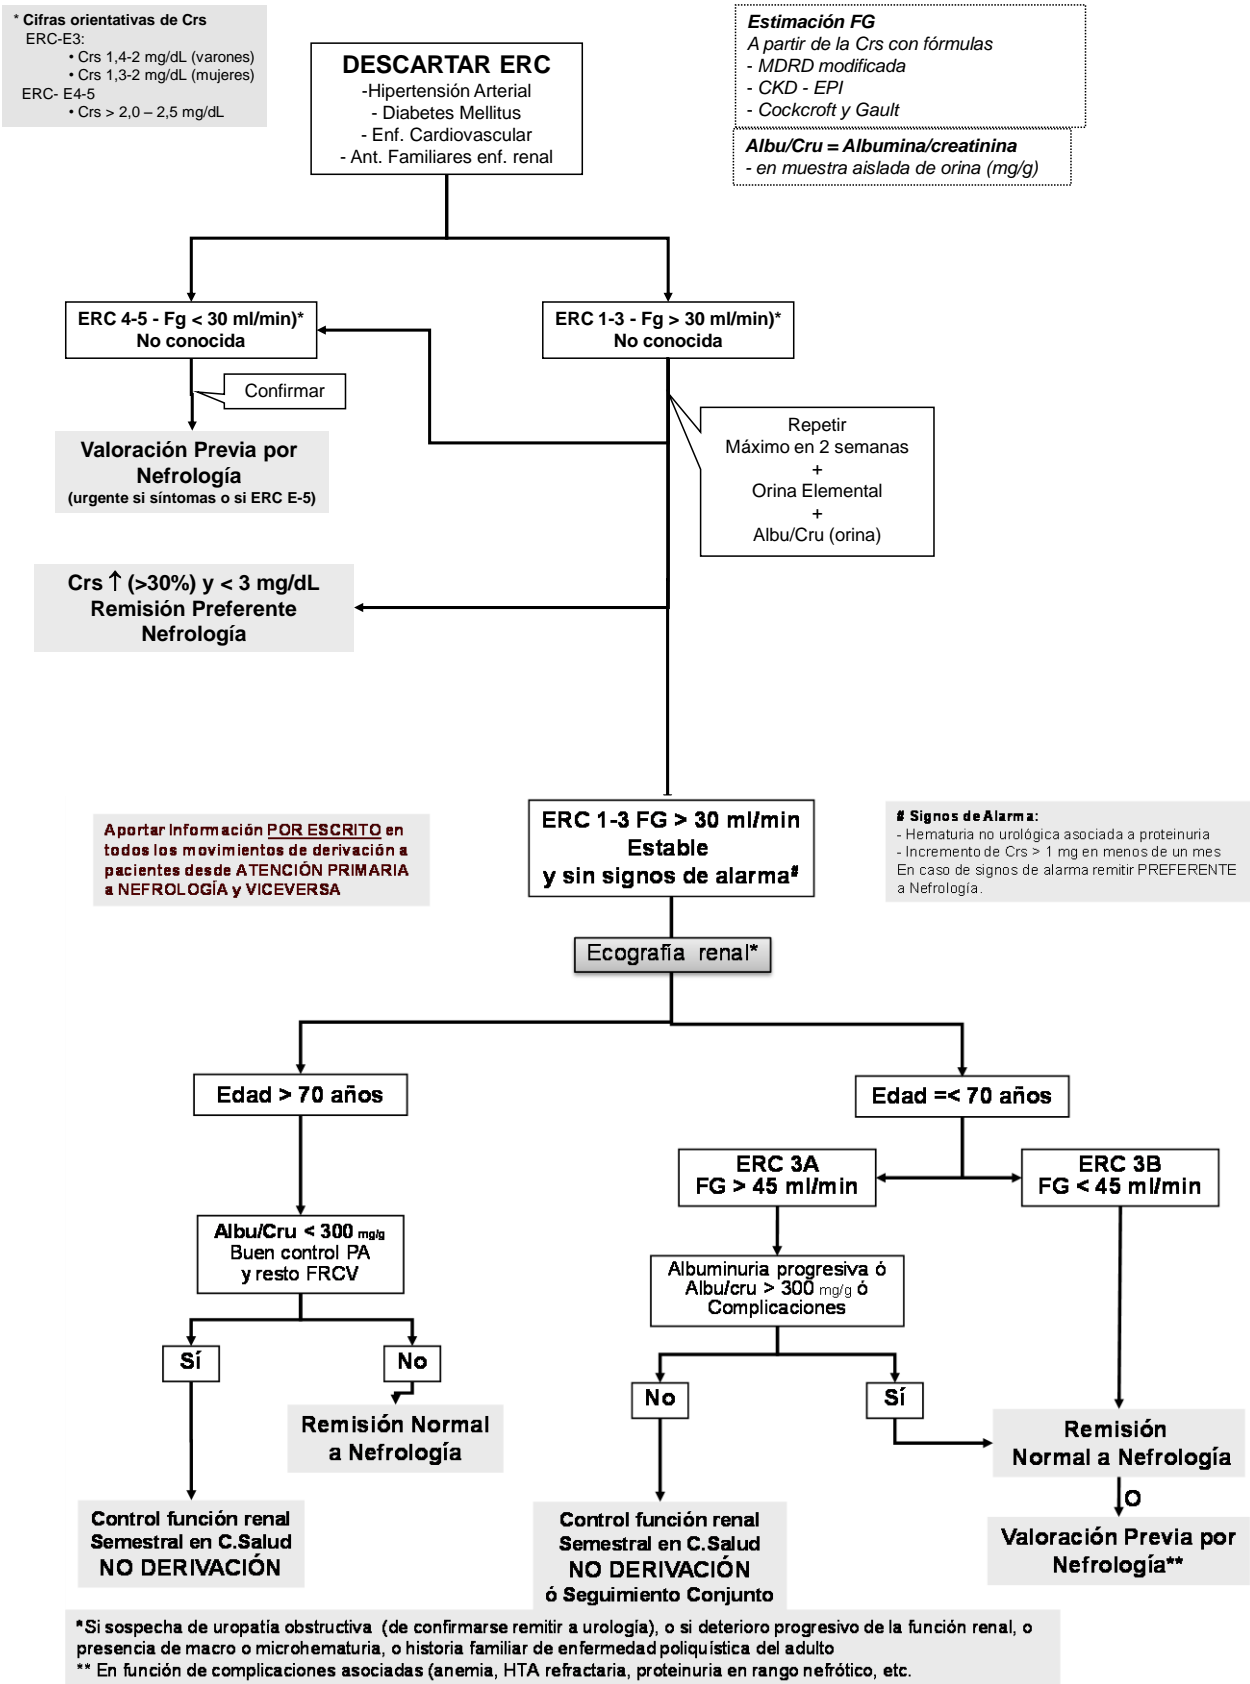 * Cifras orientativas de Crs
ERC-E3:
• Crs 1,4-2 mg/dL (varones)
• Crs 1,3-2 mg/dL (mujeres)
ERC- E4-5
• Crs > 2,0 – 2,5 mg/dL
DESCARTAR ERC
-Hipertensión Arterial
- Diabetes Mellitus
- Enf. Cardiovascular
- Ant. Familiares enf. renal
Estimación FG
A partir de la Crs con fórmulas
- MDRD modificada
- CKD - EPI
- Cockcroft y Gault
Albu/Cru = Albumina/creatinina
- en muestra aislada de orina (mg/g)
ERC 4-5 - Fg < 30 ml/min)*
No conocida
ERC 1-3 - Fg > 30 ml/min)*
No conocida
Confirmar
Repetir
Máximo en 2 semanas
+
Orina Elemental
+
Albu/Cru (orina)
Valoración Previa por
Nefrología
(urgente si síntomas o si ERC E-5)
Crs ↑ (>30%) y < 3 mg/dL
Remisión Preferente
Nefrología
Aportar Información POR ESCRITO en
todos los movimientos de derivación a
pacientes desde ATENCIÓN PRIMARIA
a NEFROLOGÍA y VICEVERSA
ERC 1-3 FG > 30 ml/min
Estable
y sin signos de alarma#
# Signos de Alarma:
- Hematuria no urológica asociada a proteinuria
- Incremento de Crs > 1 mg en menos de un mes
En caso de signos de alarma remitir PREFERENTE
a Nefrología.
Ecografía renal*
Edad > 70 años
Edad =< 70 años
ERC 3A
FG > 45 ml/min
ERC 3B
FG < 45 ml/min
Albu/Cru < 300 mg/g
Buen control PA
y resto FRCV
Albuminuria progresiva ó
Albu/cru > 300 mg/g ó
Complicaciones
Sí
No
No
Sí
Remisión Normal
a Nefrología
Remisión
Normal a Nefrología
O
Control función renal
Semestral en C.Salud
NO DERIVACIÓN
Control función renal
Semestral en C.Salud
NO DERIVACIÓN
ó Seguimiento Conjunto
Valoración Previa por
Nefrología**
*Si sospecha de uropatía obstructiva (de confirmarse remitir a urología), o si deterioro progresivo de la función renal, o
presencia de macro o microhematuria, o historia familiar de enfermedad poliquística del adulto
** En función de complicaciones asociadas (anemia, HTA refractaria, proteinuria en rango nefrótico, etc.